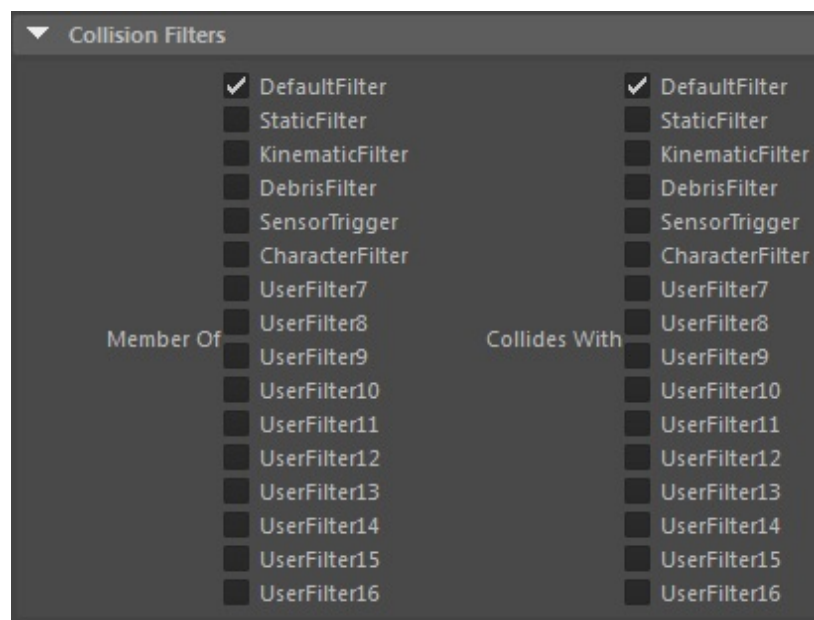 Collision Filters
Member Of
DefaultFilter
StaticFilter
KinematicFilter
DebrisFilter
SensorTrigger
CharacterFilter
UserFilter7
UserFilter8
UserFilter9
UserFilter10
UserFilter11
UserFilter12
UserFilter13
UserFilter14
UserFilter15
UserFilter16
Collides With
DefaultFilter
StaticFilter
KinematicFilter
DebrisFilter
SensorTrigger
CharacterFilter
UserFilter7
UserFilter8
UserFilter9
UserFilter10
UserFilter11
UserFilter12
UserFilter13
UserFilter14
UserFilter15
UserFilter16